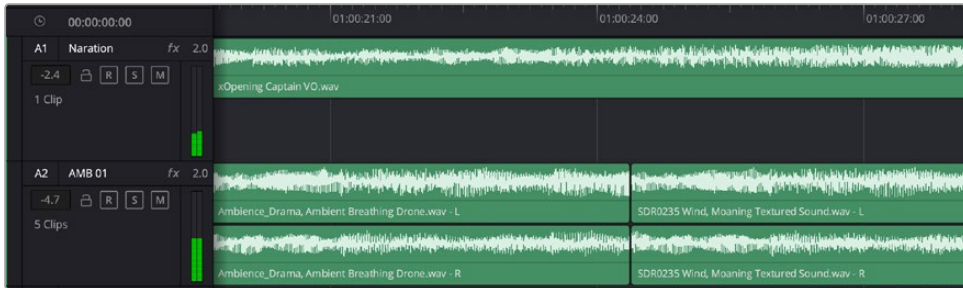 00:00:00:00 01:00:21:00 01:00:24:00 01:00:27:00
A1 Naration fx 2.0
-2.4 R S M
1 Clip
xOpening Captain VO.wav
A2 AMB 01 fx 2.0
-4.7 R S M
5 Clips
Ambience_Drama, Ambient Breathing Drone.wav - L SDR0235 Wind, Moaning Textured Sound.wav - L
Ambience_Drama, Ambient Breathing Drone.wav - R SDR0235 Wind, Moaning Textured Sound.wav - R